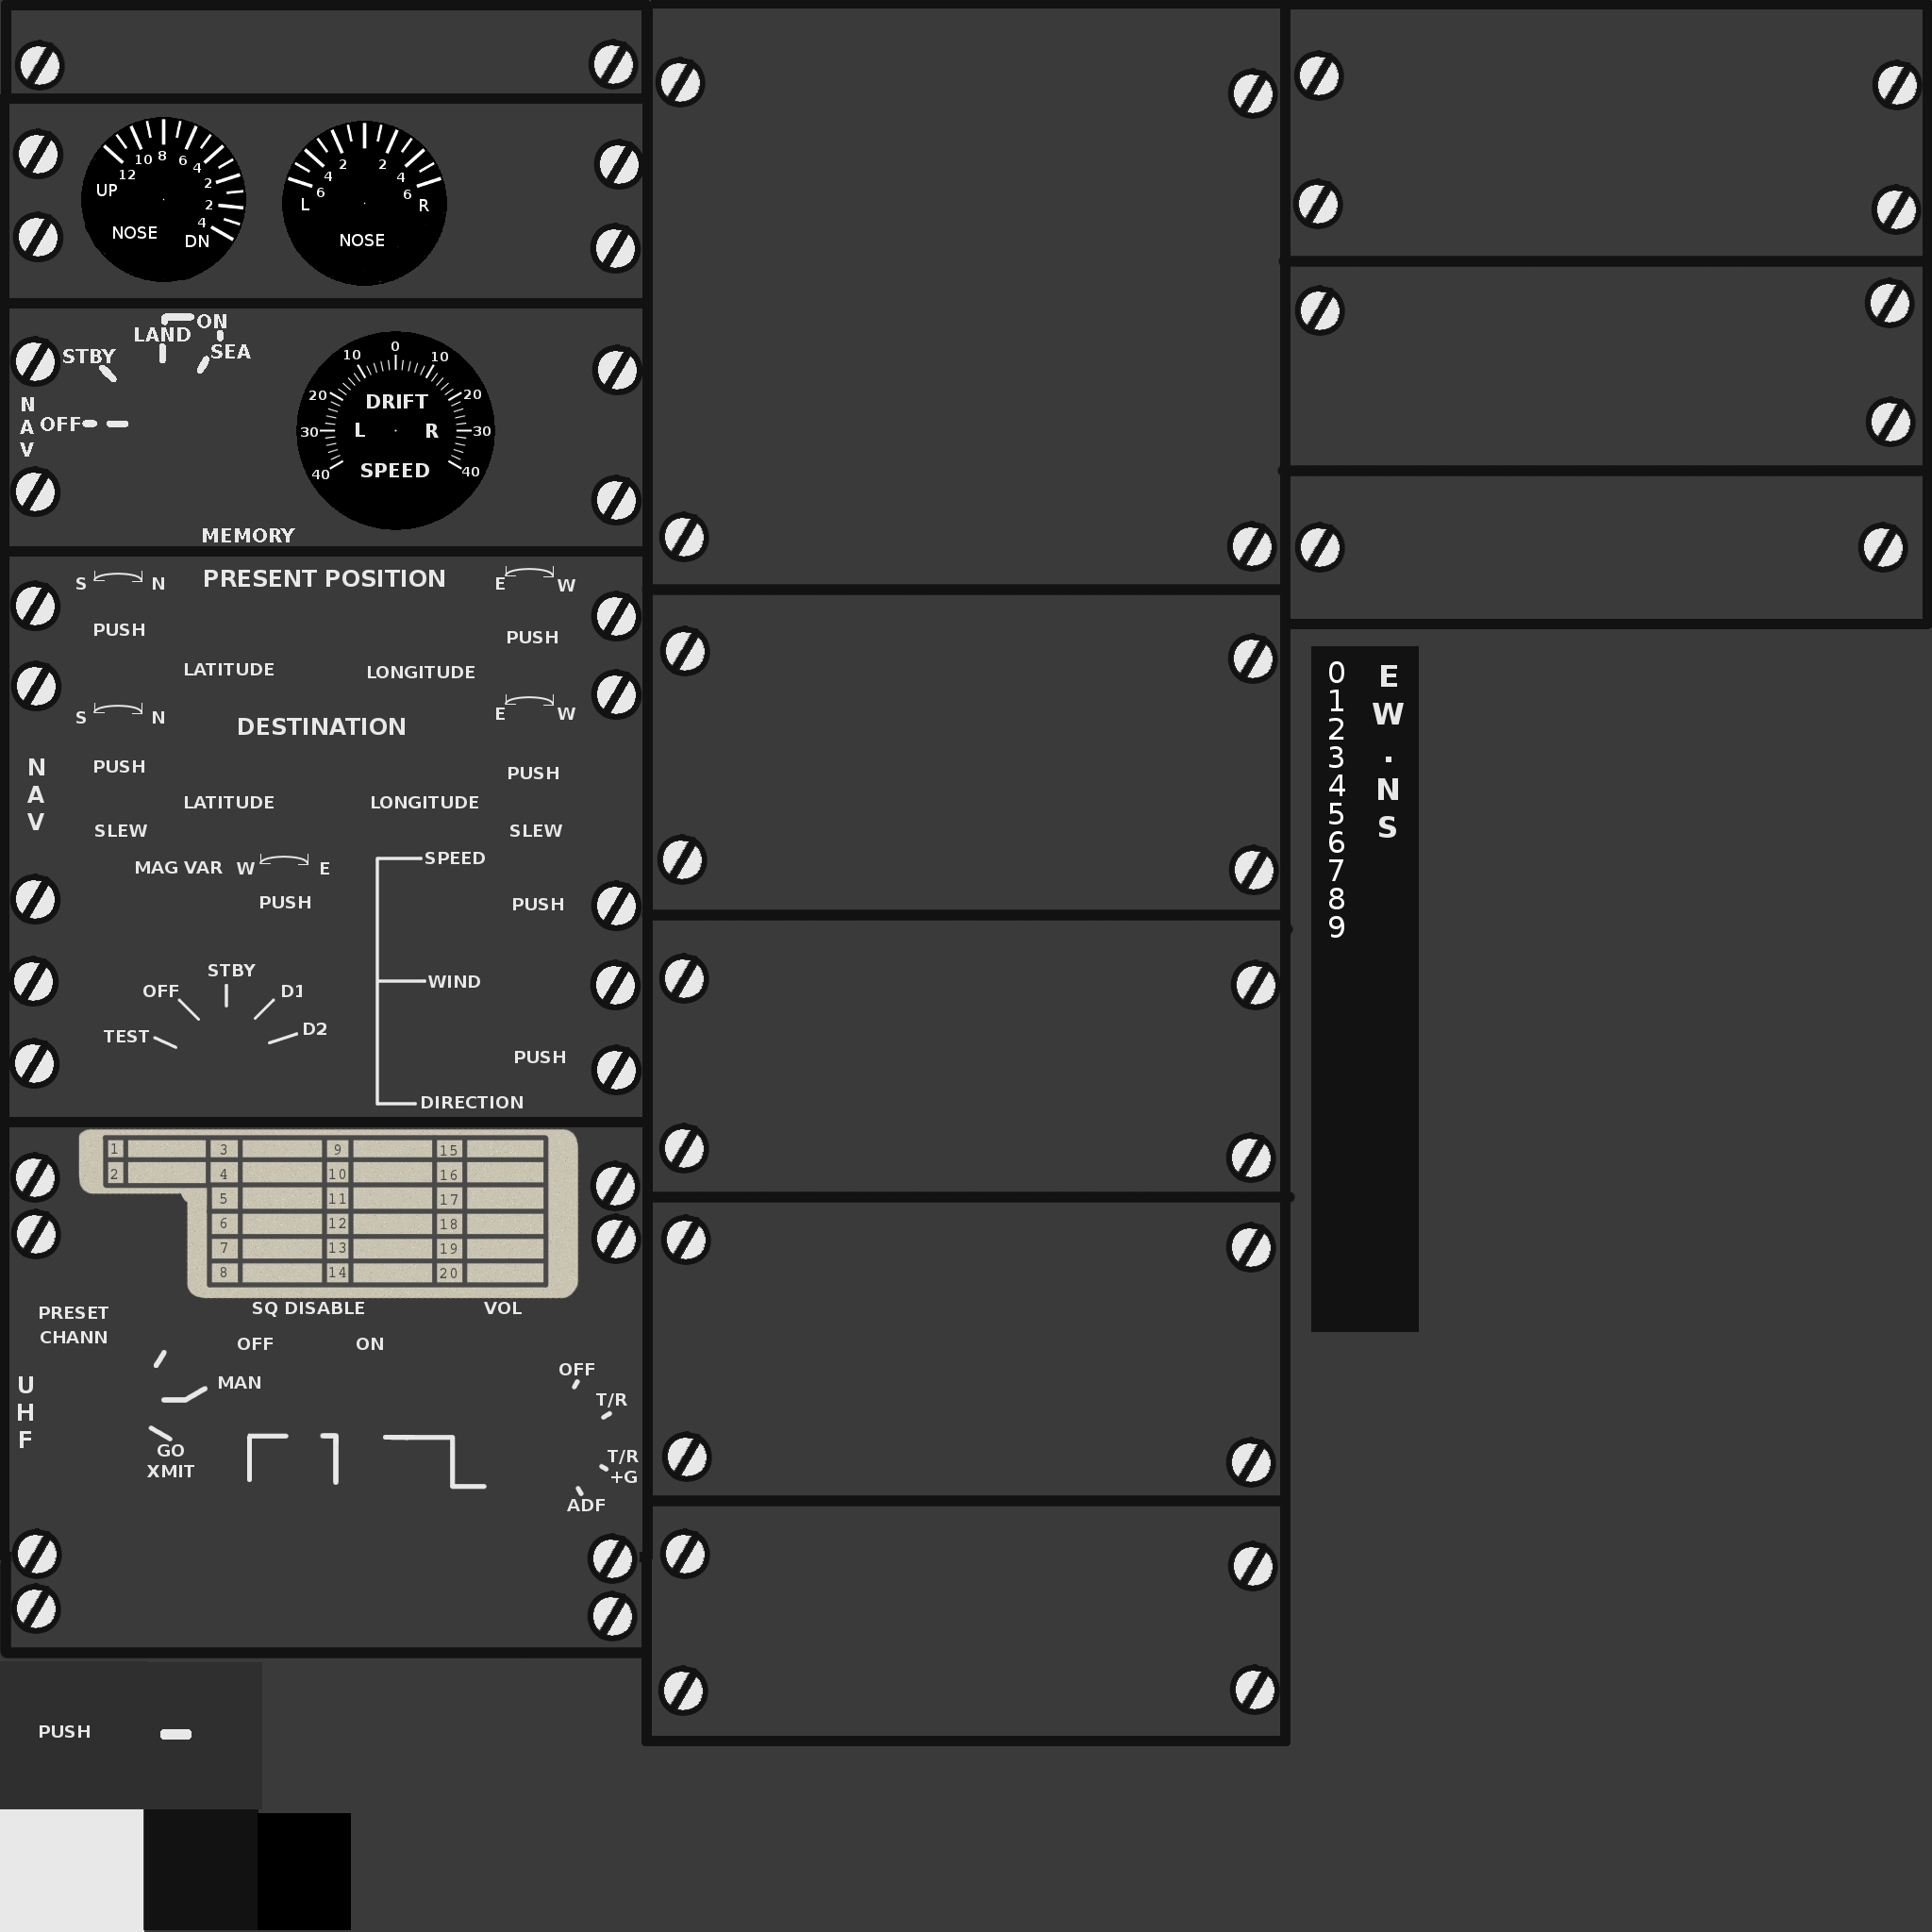 12 10 8 6 4 2 2 4
UP
NOSE
DN
6 4 2 2 4 6
L R
NOSE
ON
LAND
SEA
STBY
OFF
N
A
V
0
10 10
20 20
30 30
40 40
DRIFT
L R
SPEED
MEMORY
S N PRESENT POSITION E W
PUSH PUSH
LATITUDE LONGITUDE
S N DESTINATION E W
PUSH PUSH
LATITUDE LONGITUDE
N
A
V
SLEW SLEW
MAG VAR W E
PUSH
SPEED
PUSH
STBY
OFF D1
TEST D2
WIND
PUSH
DIRECTION
1 3 9 15
2 4 10 16
5 11 17
6 12 18
7 13 19
8 14 20
PRESET
CHANN
SQ DISABLE VOL
OFF ON
MAN
U
H
F
GO
XMIT
OFF
T/R
T/R
+G
ADF
PUSH
0
1
2
3
4
5
6
7
8
9
E
W
.
N
S